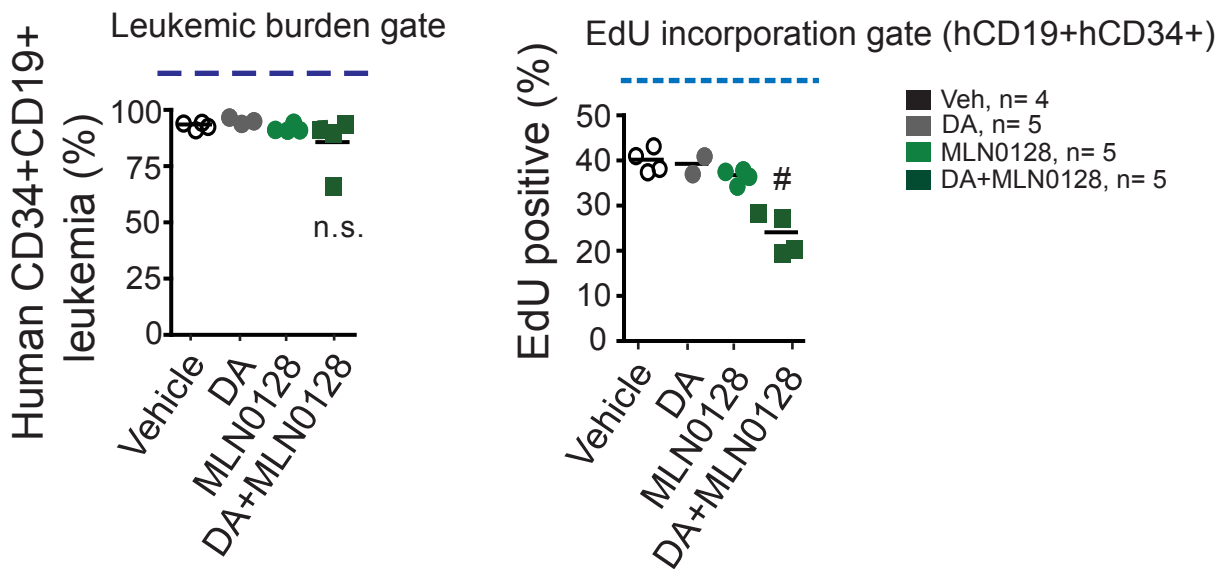 Leukemic burden gate
Human CD34+CD19+
leukemia (%)
100
75
50
25
0
n.s.
Vehicle
DA
MLN0128
DA+MLN0128
EdU incorporation gate (hCD19+hCD34+)
EdU positive (%)
50
40
30
20
10
0
#
Vehicle
DA
MLN0128
DA+MLN0128
Veh, n= 4
DA, n= 5
MLN0128, n= 5
DA+MLN0128, n= 5